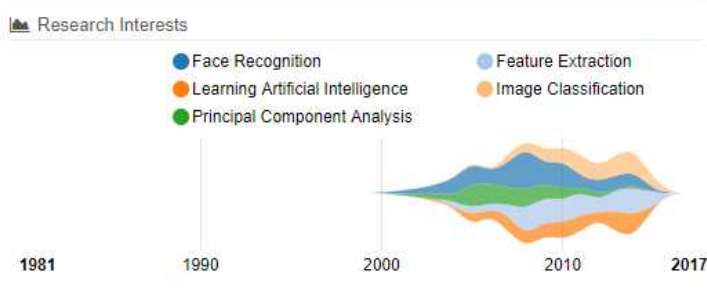 Research Interests
Face Recognition
Feature Extraction
Learning Artificial Intelligence
Image Classification
Principal Component Analysis
1981 1990 2000 2010 2017